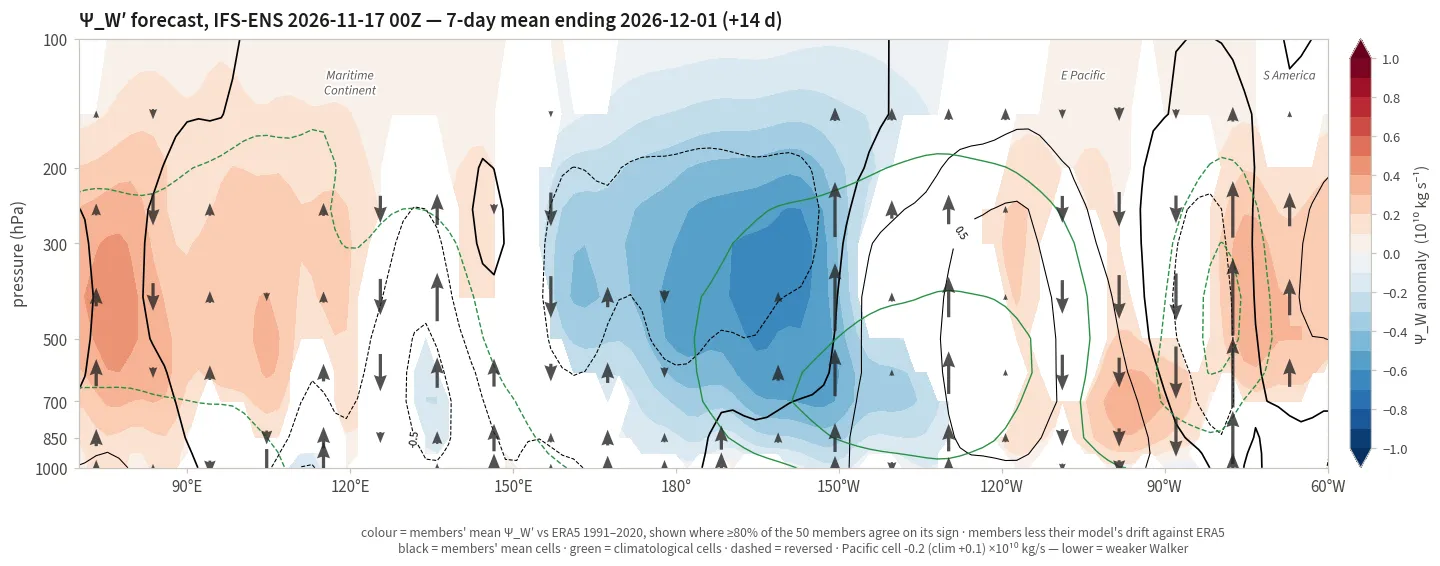 Ψ_W′ forecast, IFS-ENS 2026-11-17 00Z — 7-day mean ending 2026-12-01 (+14 d)
100
200
300
400
500
700
850
1000
pressure (hPa)
Maritime
Continent
E Pacific
S America
0.5
-0.5
90°E
120°E
150°E
180°
150°W
120°W
90°W
60°W
1.0
0.8
0.6
0.4
0.2
0.0
−0.2
−0.4
−0.6
−0.8
−1.0
Ψ_W anomaly (10¹⁰ kg s⁻¹)
colour = members' mean Ψ_W′ vs ERA5 1991–2020, shown where ≥80% of the 50 members agree on its sign · members less their model's drift against ERA5
black = members' mean cells · green = climatological cells · dashed = reversed · Pacific cell -0.2 (clim +0.1) ×10¹⁰ kg/s — lower = weaker Walker